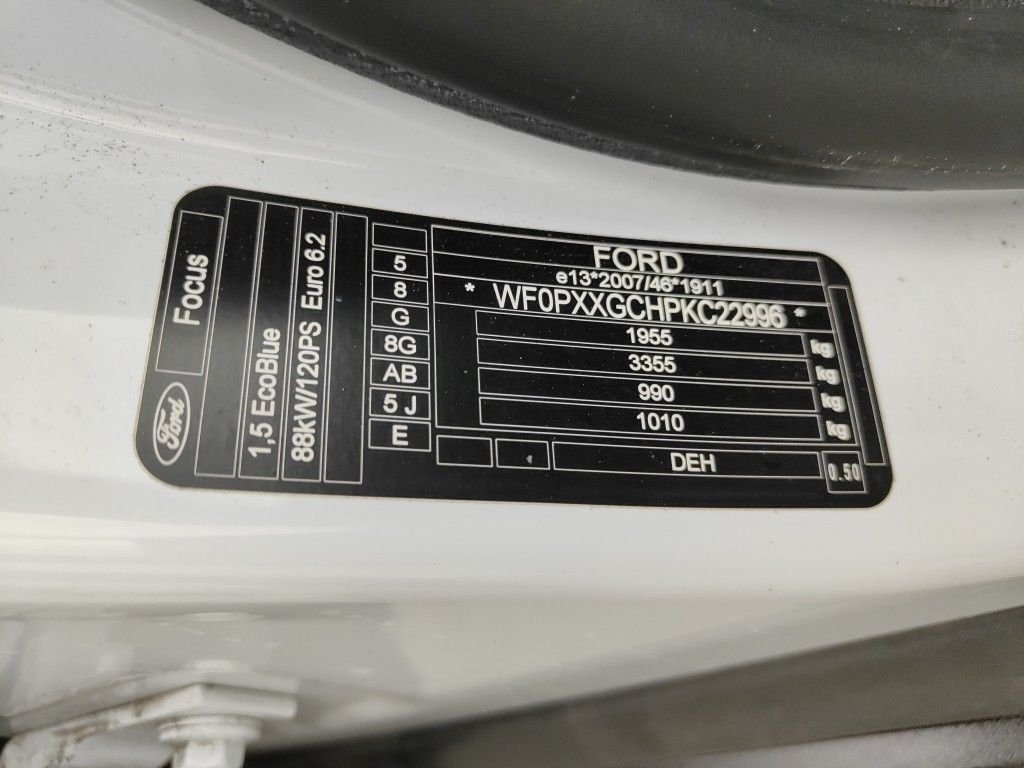 Ford
Focus
1,5 EcoBlue
88kW/120PS Euro 6.2
5
8
G
8G
AB
5 J
E
FORD
e13*2007/46*1911
* WF0PXXGCHPKC22996 *
1955 kg
3355 kg
990 kg
1010 kg
DEH
0.50